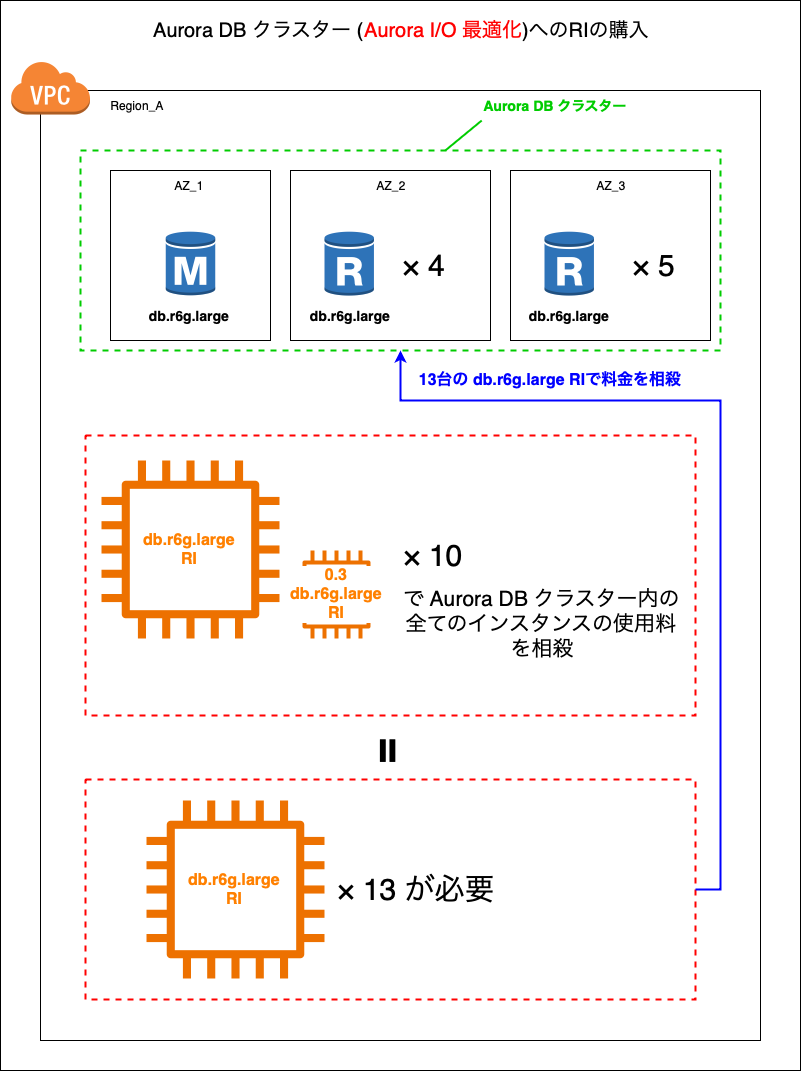 Aurora DB クラスター (Aurora I/O 最適化)へのRIの購入
VPC
Region_A
Aurora DB クラスター
AZ_1
AZ_2
AZ_3
M
R
× 4
R
× 5
db.r6g.large
db.r6g.large
db.r6g.large
13台の db.r6g.large RIで料金を相殺
db.r6g.large
RI
0.3
db.r6g.large
RI
× 10
で Aurora DB クラスター内の
全てのインスタンスの使用料
を相殺
=
db.r6g.large
RI
× 13 が必要